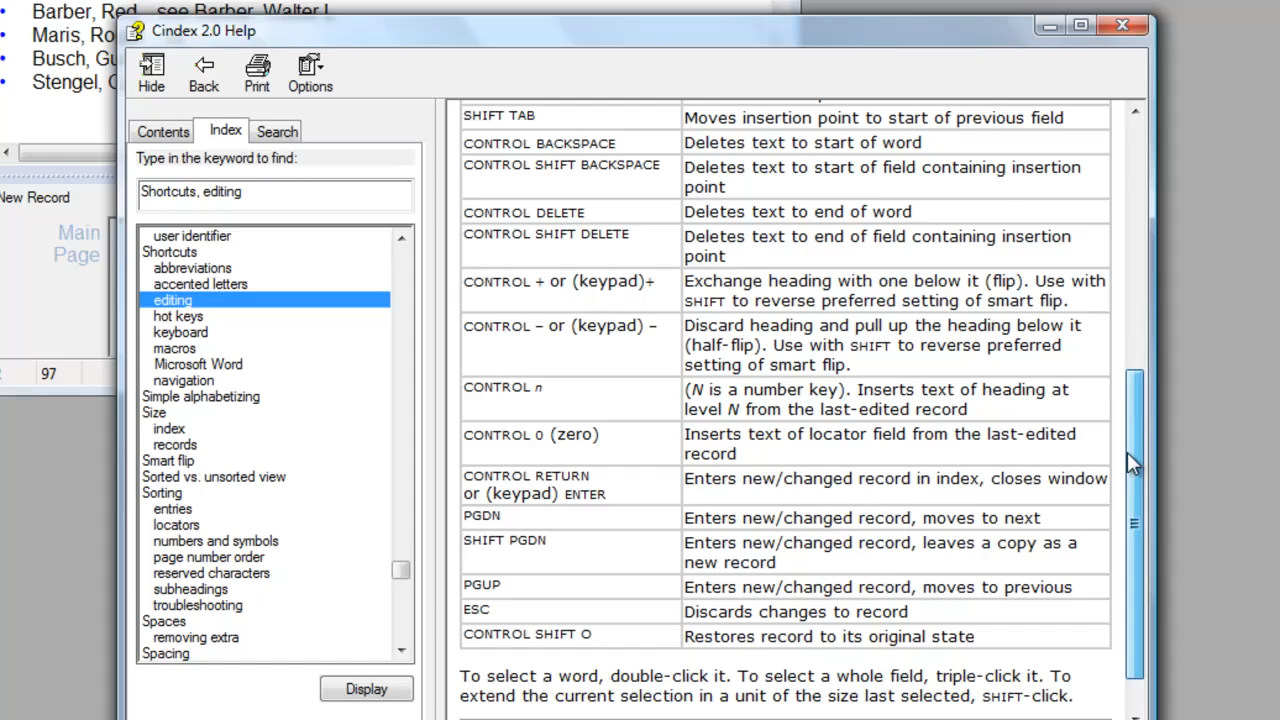 Barber, Red see Barber, Walter L
Maris, Ro
Busch, Gu
Stengel, C
New Record
Main
Page
97
Cindex 2.0 Help
Hide
Back
Print
Options
Contents
Index
Search
Type in the keyword to find:
Shortcuts, editing
user identifier
Shortcuts
abbreviations
accented letters
editing
hot keys
keyboard
macros
Microsoft Word
navigation
Simple alphabetizing
Size
index
records
Smart flip
Sorted vs. unsorted view
Sorting
entries
locators
numbers and symbols
page number order
reserved characters
subheadings
troubleshooting
Spaces
removing extra
Spacing
Display
SHIFT TAB Moves insertion point to start of previous field
CONTROL BACKSPACE Deletes text to start of word
CONTROL SHIFT BACKSPACE Deletes text to start of field containing insertion
point
CONTROL DELETE Deletes text to end of word
CONTROL SHIFT DELETE Deletes text to end of field containing insertion
point
CONTROL + or (keypad)+ Exchange heading with one below it (flip). Use with
SHIFT to reverse preferred setting of smart flip.
CONTROL – or (keypad) – Discard heading and pull up the heading below it
(half-flip). Use with SHIFT to reverse preferred
setting of smart flip.
CONTROL n (N is a number key). Inserts text of heading at
level N from the last-edited record
CONTROL 0 (zero) Inserts text of locator field from the last-edited
record
CONTROL RETURN Enters new/changed record in index, closes window
or (keypad) ENTER
PGDN Enters new/changed record, moves to next
SHIFT PGDN Enters new/changed record, leaves a copy as a
new record
PGUP Enters new/changed record, moves to previous
ESC Discards changes to record
CONTROL SHIFT O Restores record to its original state
To select a word, double-click it. To select a whole field, triple-click it. To
extend the current selection in a unit of the size last selected, SHIFT-click.